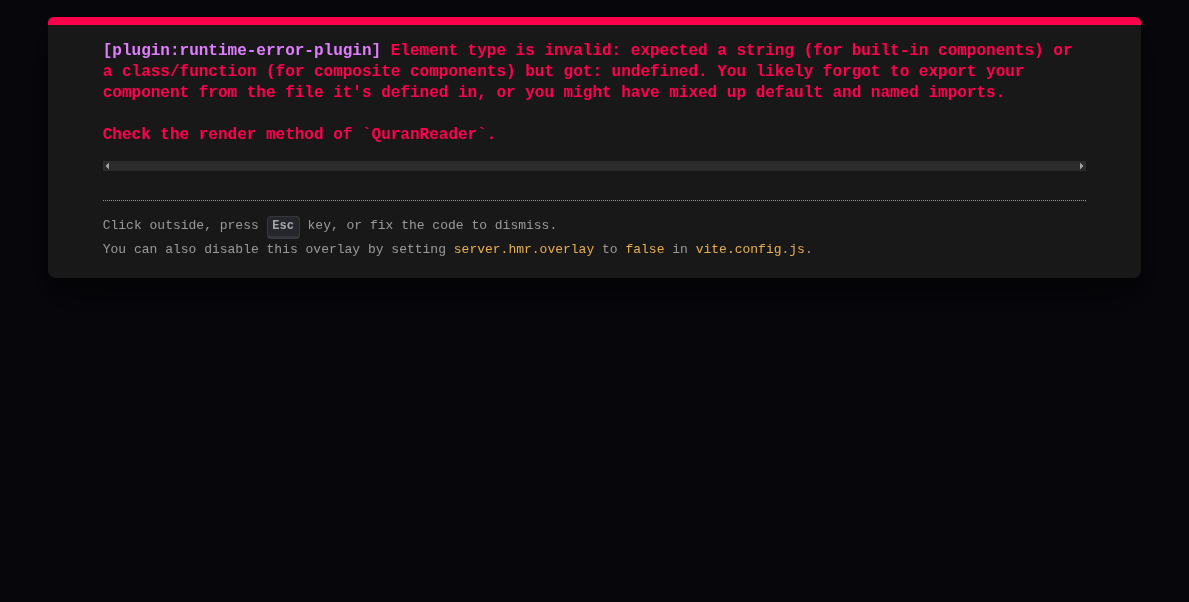 [plugin:runtime-error-plugin] Element type is invalid: expected a string (for built-in components) or
a class/function (for composite components) but got: undefined. You likely forgot to export your
component from the file it's defined in, or you might have mixed up default and named imports.
Check the render method of `QuranReader`.
Click outside, press Esc key, or fix the code to dismiss.
You can also disable this overlay by setting server.hmr.overlay to false in vite.config.js.